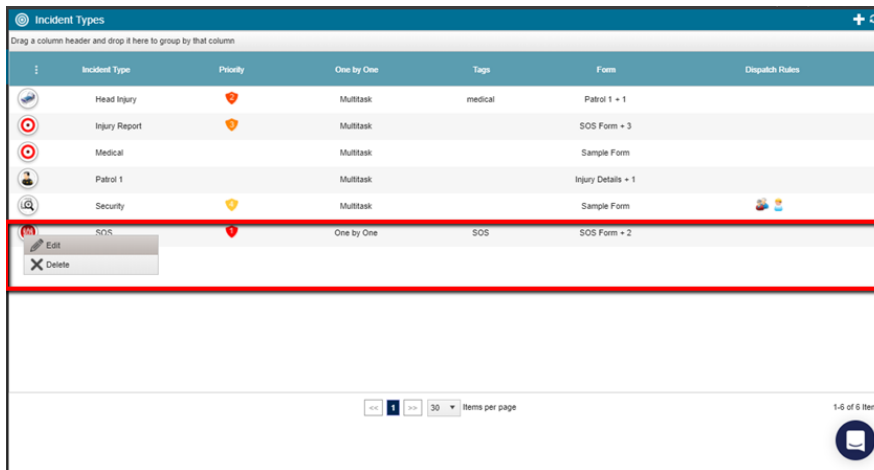 Incident Types
Drag a column header and drop it here to group by that column
Incident Type Priority One by One Tags Form Dispatch Rules
Head Injury 2 Multitask medical Patrol 1 + 1
Injury Report 3 Multitask SOS Form + 3
Medical Multitask Sample Form
Patrol 1 Multitask Injury Details + 1
Security 4 Multitask Sample Form
SOS 1 One by One SOS SOS Form + 2
Edit
Delete
<< 1 >> 30 Items per page 1-6 of 6 Iter